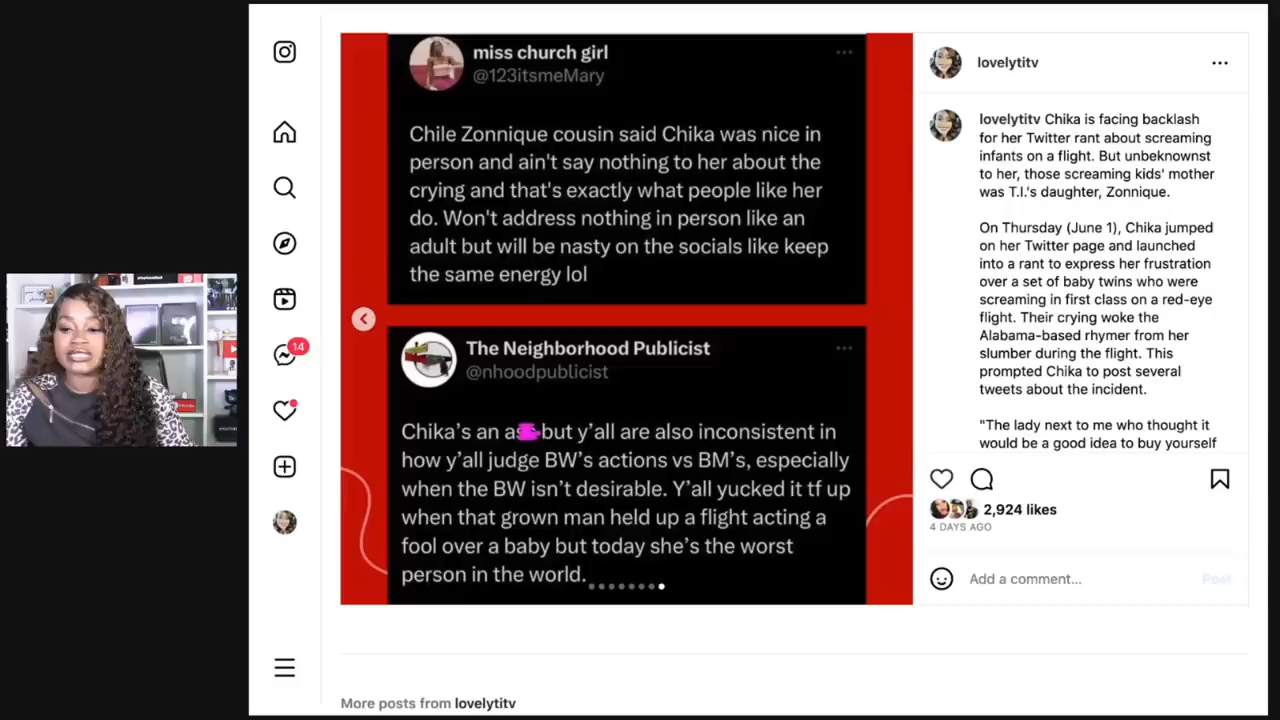 miss church girl
@123itsmeMary
Chile Zonnique cousin said Chika was nice in
person and ain't say nothing to her about the
crying and that's exactly what people like her
do. Won't address nothing in person like an
adult but will be nasty on the socials like keep
the same energy lol
The Neighborhood Publicist
@nhoodpublicist
Chika's an as but y'all are also inconsistent in
how y'all judge BW's actions vs BM's, especially
when the BW isn't desirable. Y'all yucked it tf up
when that grown man held up a flight acting a
fool over a baby but today she's the worst
person in the world.
14
lovelytitv
lovelytitv Chika is facing backlash
for her Twitter rant about screaming
infants on a flight. But unbeknownst
to her, those screaming kids' mother
was T.I.'s daughter, Zonnique.
On Thursday (June 1), Chika jumped
on her Twitter page and launched
into a rant to express her frustration
over a set of baby twins who were
screaming in first class on a red-eye
flight. Their crying woke the
Alabama-based rhymer from her
slumber during the flight. This
prompted Chika to post several
tweets about the incident.
"The lady next to me who thought it
would be a good idea to buy yourself
2,924 likes
4 DAYS AGO
Add a comment...
Post
More posts from lovelytitv